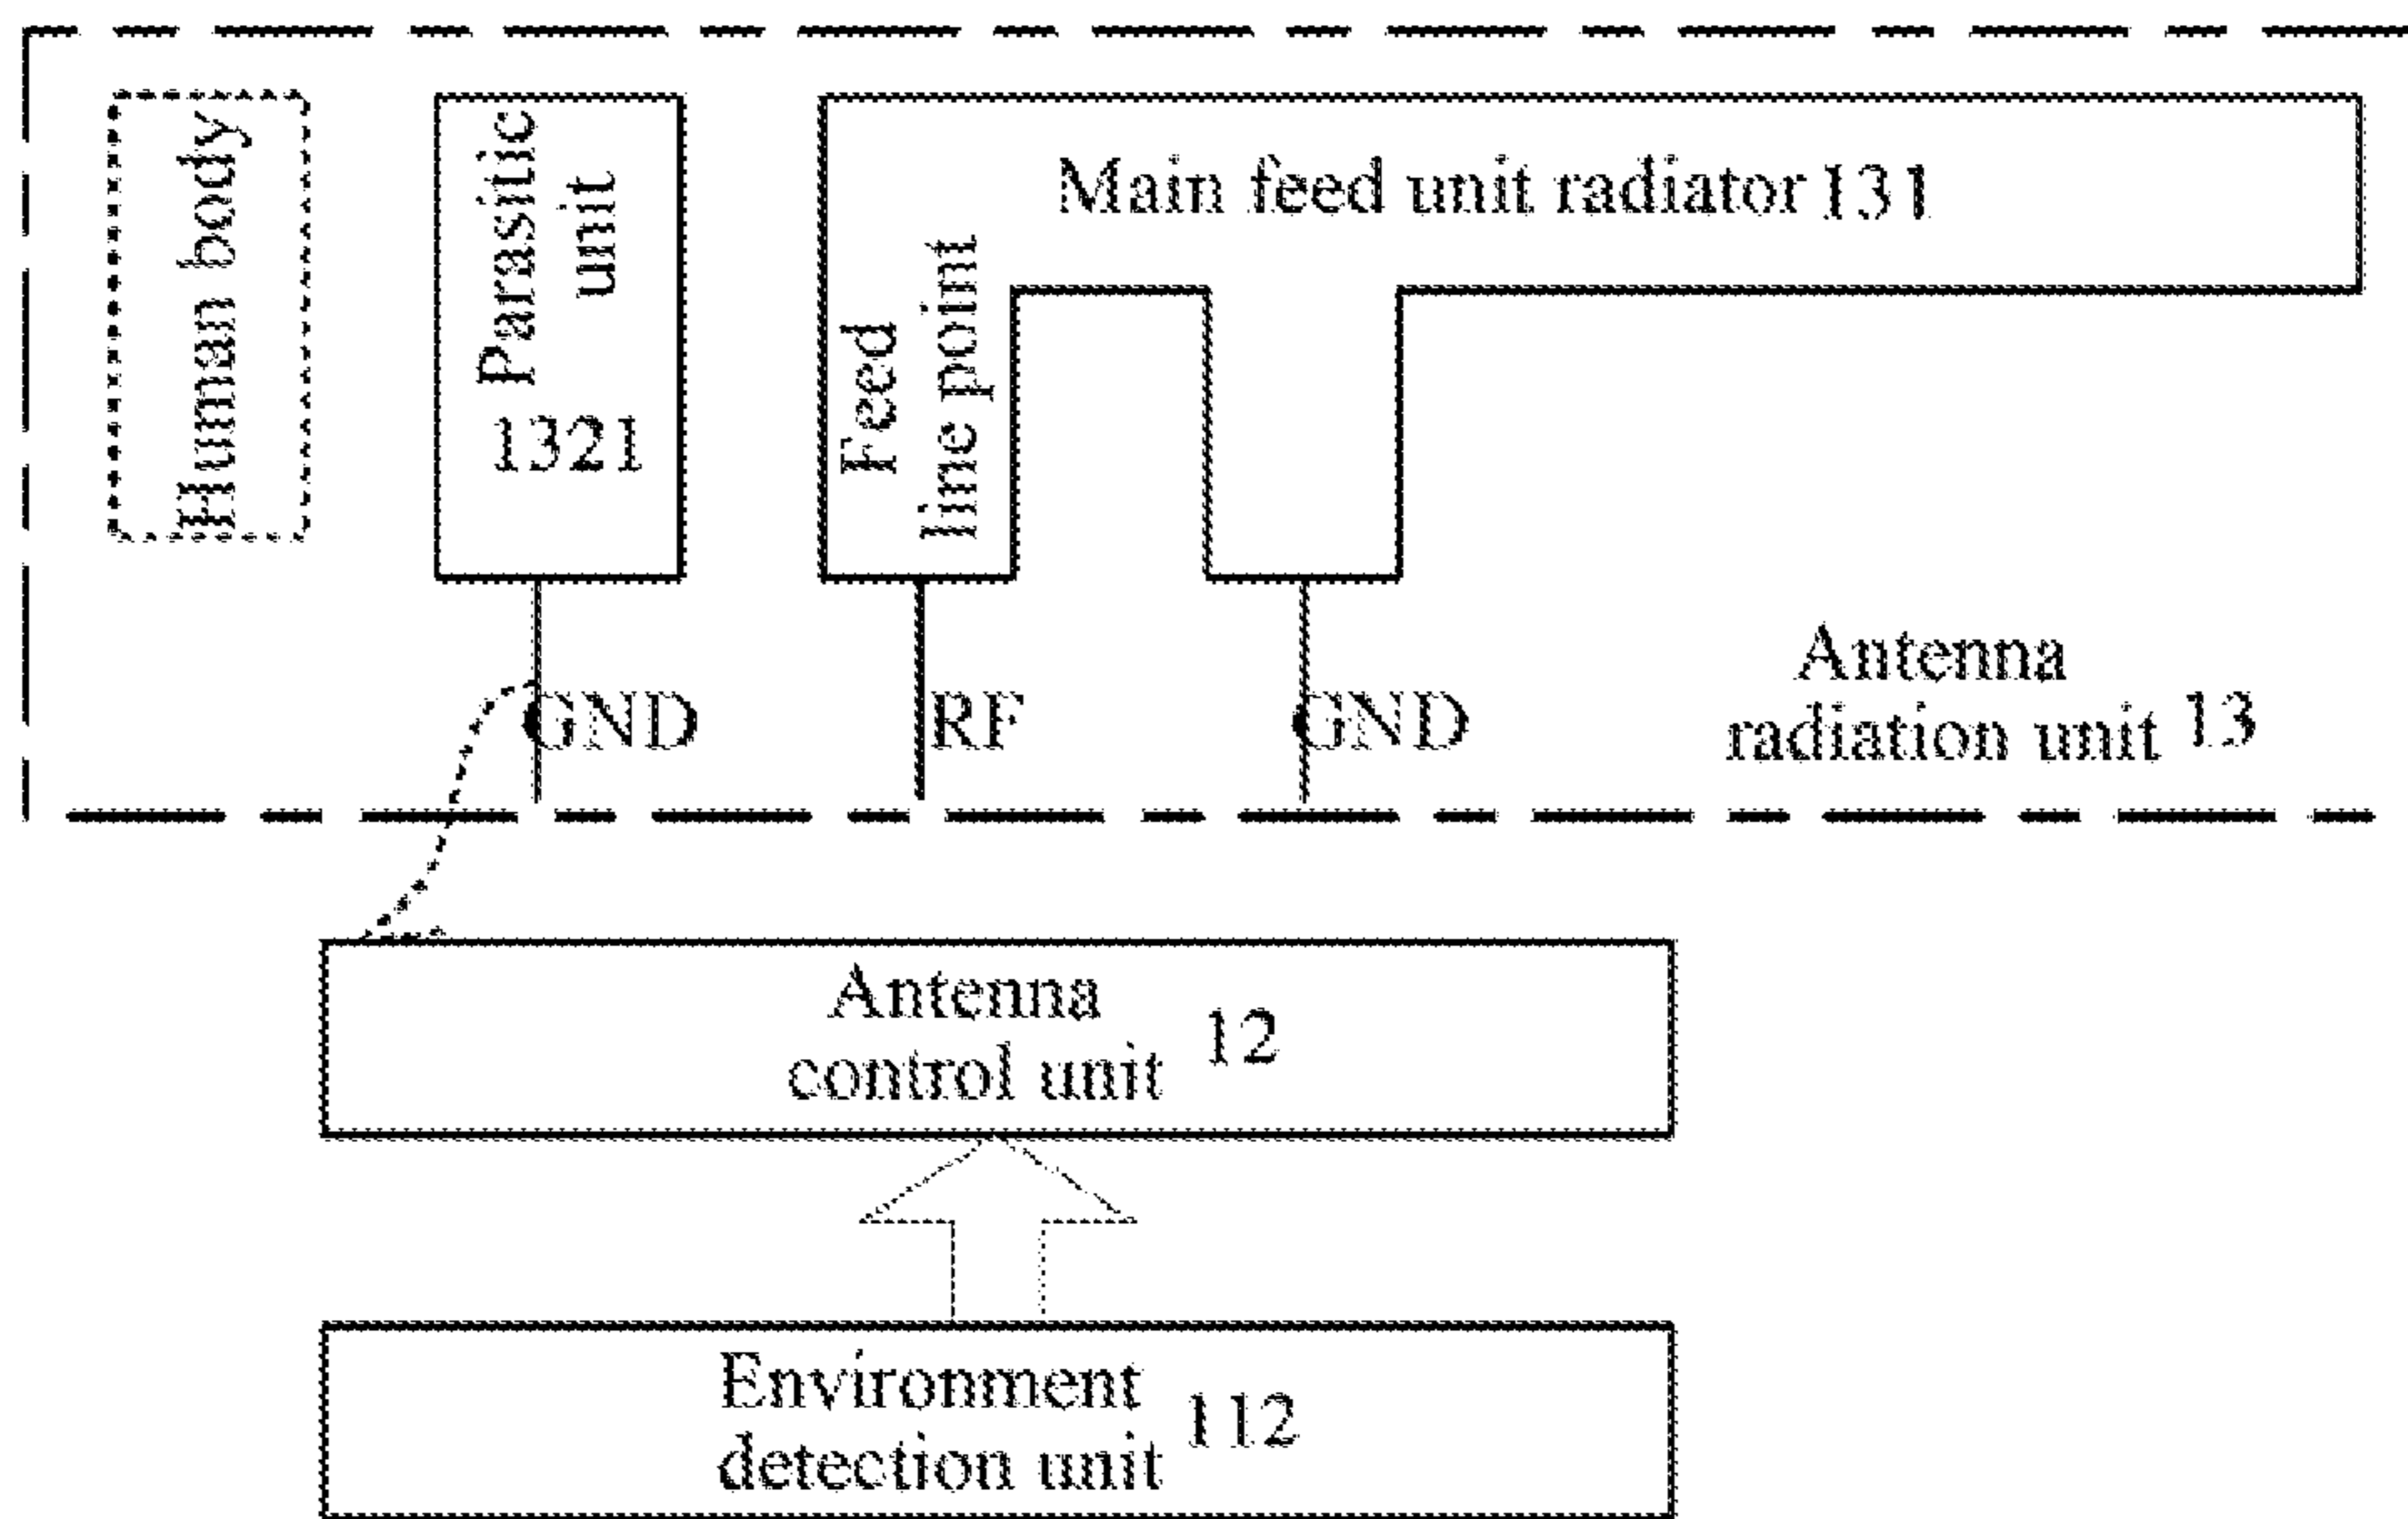 Human body
Parasitic
unit
1321
Feed
line point
Main feed unit radiator 131
GND
RF
GND
Antenna
radiation unit 13
Antenna
control unit 12
Environment
detection unit 112